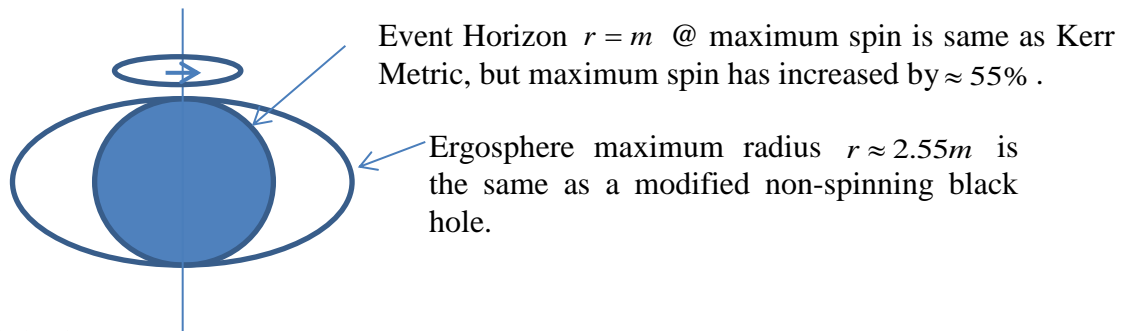 Event Horizon r = m @ maximum spin is same as Kerr
Metric, but maximum spin has increased by ≈ 55% .
Ergosphere maximum radius r ≈ 2.55m is
the same as a modified non-spinning black
hole.